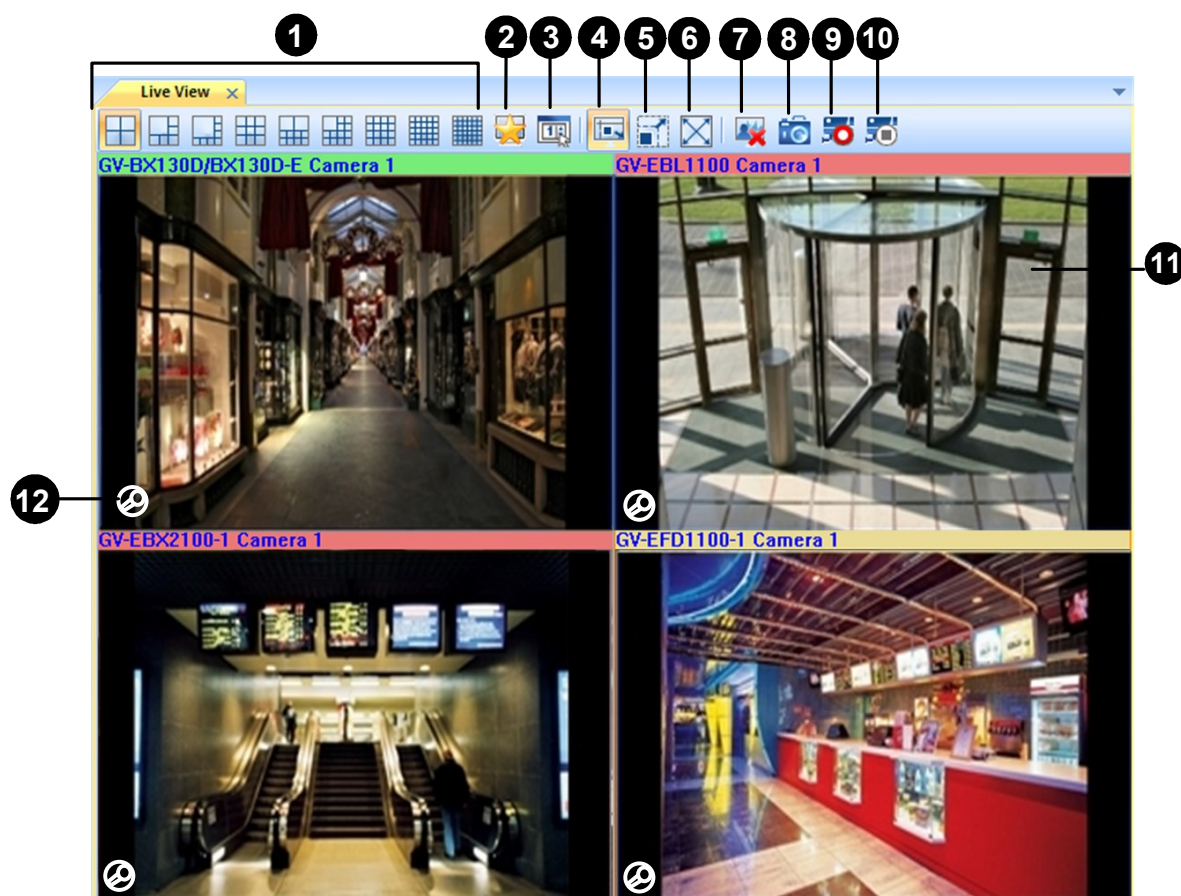 1 2 3 4 5 6 7 8 9 10
Live View
GV-BX130D/BX130D-E Camera 1
GV-EBL1100 Camera 1
11
12
GV-EBX2100-1 Camera 1
GV-EFD1100-1 Camera 1